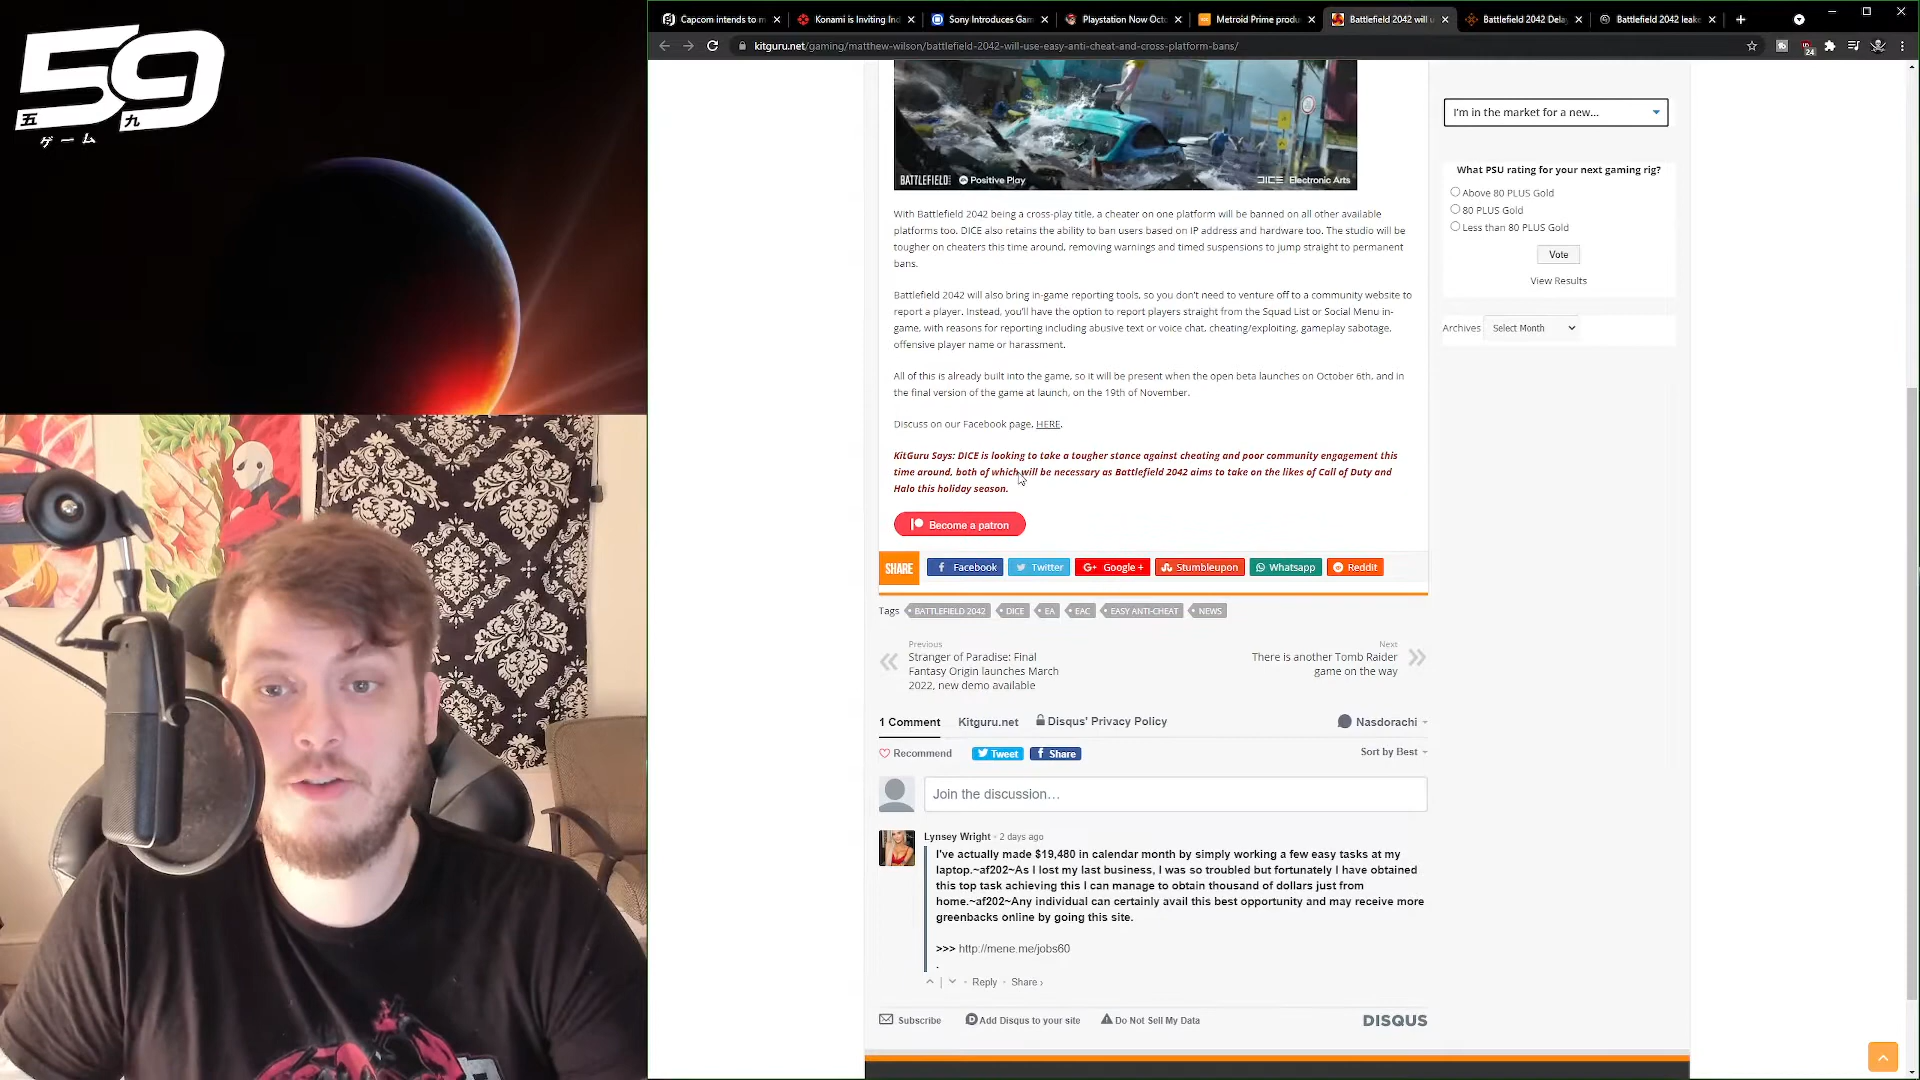 59
五 九
ゲーム
Capcom intends to m
Konami is Inviting Ind
Sony Introduces Gam
Playstation Now Octo
Metroid Prime produ
Battlefield 2042 will u
Battlefield 2042 Dela
Battlefield 2042 leake
kitguru.net/gaming/matthew-wilson/battlefield-2042-will-use-easy-anti-cheat-and-cross-platform-bans/
24
BATTLEFIELD 2042 Positive Play DICE Electronic Arts
With Battlefield 2042 being a cross-play title, a cheater on one platform will be banned on all other available
platforms too. DICE also retains the ability to ban users based on IP address and hardware too. The studio will be
tougher on cheaters this time around, removing warnings and timed suspensions to jump straight to permanent
bans.
Battlefield 2042 will also bring in-game reporting tools, so you don't need to venture off to a community website to
report a player. Instead, you'll have the option to report players straight from the Squad List or Social Menu in-
game, with reasons for reporting including abusive text or voice chat, cheating/exploiting, gameplay sabotage,
offensive player name or harassment.
All of this is already built into the game, so it will be present when the open beta launches on October 6th, and in
the final version of the game at launch, on the 19th of November.
Discuss on our Facebook page, HERE.
KitGuru Says: DICE is looking to take a tougher stance against cheating and poor community engagement this
time around, both of which will be necessary as Battlefield 2042 aims to take on the likes of Call of Duty and
Halo this holiday season.
Become a patron
SHARE Facebook Twitter Google + Stumbleupon Whatsapp Reddit
Tags BATTLEFIELD 2042 DICE EA EAC EASY ANTI-CHEAT NEWS
Previous
Stranger of Paradise: Final
Fantasy Origin launches March
2022, new demo available
Next
There is another Tomb Raider
game on the way
1 Comment Kitguru.net Disqus' Privacy Policy Nasdorachi
Recommend Tweet Share Sort by Best
Join the discussion…
Lynsey Wright • 2 days ago
I've actually made $19,480 in calendar month by simply working a few easy tasks at my
laptop.~af202~As I lost my last business, I was so troubled but fortunately I have obtained
this top task achieving this I can manage to obtain thousand of dollars just from
home.~af202~Any individual can certainly avail this best opportunity and may receive more
greenbacks online by going this site.
>>> http://mene.me/jobs60
.
Reply • Share ›
Subscribe Add Disqus to your site Do Not Sell My Data DISQUS
I'm in the market for a new...
What PSU rating for your next gaming rig?
Above 80 PLUS Gold
80 PLUS Gold
Less than 80 PLUS Gold
Vote
View Results
Archives Select Month